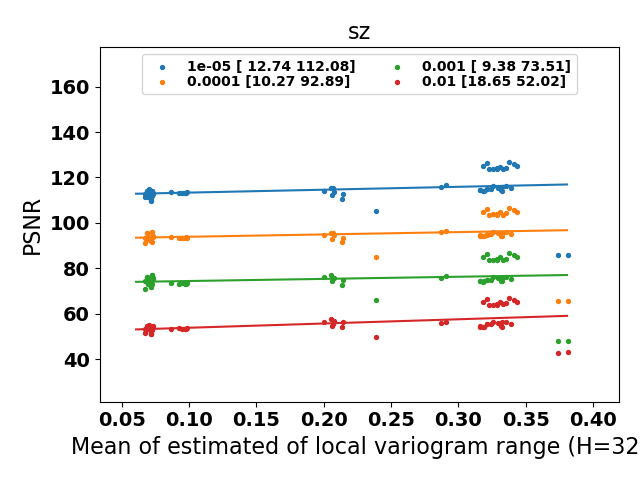 sz
1e-05 [ 12.74 112.08]
0.0001 [10.27 92.89]
0.001 [ 9.38 73.51]
0.01 [18.65 52.02]
PSNR
160
140
120
100
80
60
40
0.05 0.10 0.15 0.20 0.25 0.30 0.35 0.40
Mean of estimated of local variogram range (H=32